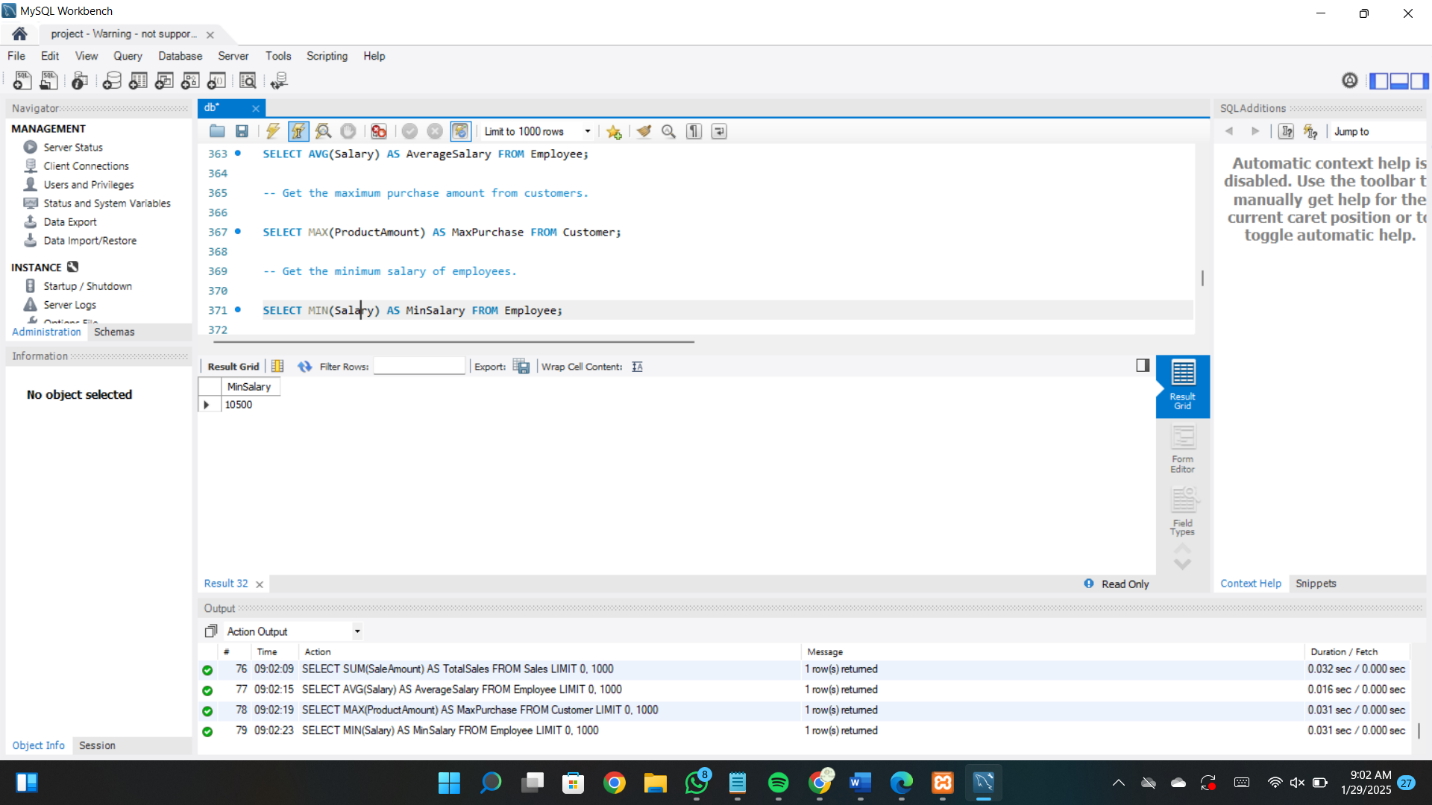 MySQL Workbench
project - Warning - not suppor...
File Edit View Query Database Server Tools Scripting Help
Navigator
MANAGEMENT
Server Status
Client Connections
Users and Privileges
Status and System Variables
Data Export
Data Import/Restore
INSTANCE
Startup / Shutdown
Server Logs
Options File
Administration Schemas
Information
No object selected
Object Info Session
db*
Limit to 1000 rows
363 SELECT AVG(Salary) AS AverageSalary FROM Employee;
364
365 -- Get the maximum purchase amount from customers.
366
367 SELECT MAX(ProductAmount) AS MaxPurchase FROM Customer;
368
369 -- Get the minimum salary of employees.
370
371 SELECT MIN(Salary) AS MinSalary FROM Employee;
372
Result Grid Filter Rows: Export: Wrap Cell Content:
MinSalary
10500
Result
Grid
Form
Editor
Field
Types
Result 32
Read Only
SQLAdditions
Jump to
Automatic context help is
disabled. Use the toolbar t
manually get help for the
current caret position or to
toggle automatic help.
Context Help Snippets
Output
Action Output
# Time Action Message Duration / Fetch
76 09:02:09 SELECT SUM(SaleAmount) AS TotalSales FROM Sales LIMIT 0, 1000 1 row(s) returned 0.032 sec / 0.000 sec
77 09:02:15 SELECT AVG(Salary) AS AverageSalary FROM Employee LIMIT 0, 1000 1 row(s) returned 0.016 sec / 0.000 sec
78 09:02:19 SELECT MAX(ProductAmount) AS MaxPurchase FROM Customer LIMIT 0, 1000 1 row(s) returned 0.031 sec / 0.000 sec
79 09:02:23 SELECT MIN(Salary) AS MinSalary FROM Employee LIMIT 0, 1000 1 row(s) returned 0.031 sec / 0.000 sec
8
9:02 AM
1/29/2025
27